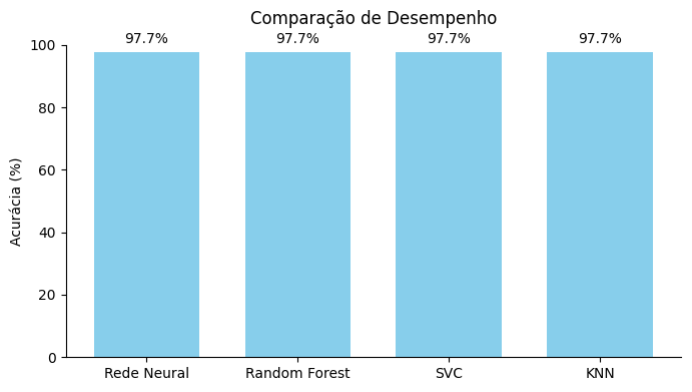 Comparação de Desempenho
97.7% 97.7% 97.7% 97.7%
100
80
60
40
20
0
Acurácia (%)
Rede Neural Random Forest SVC KNN